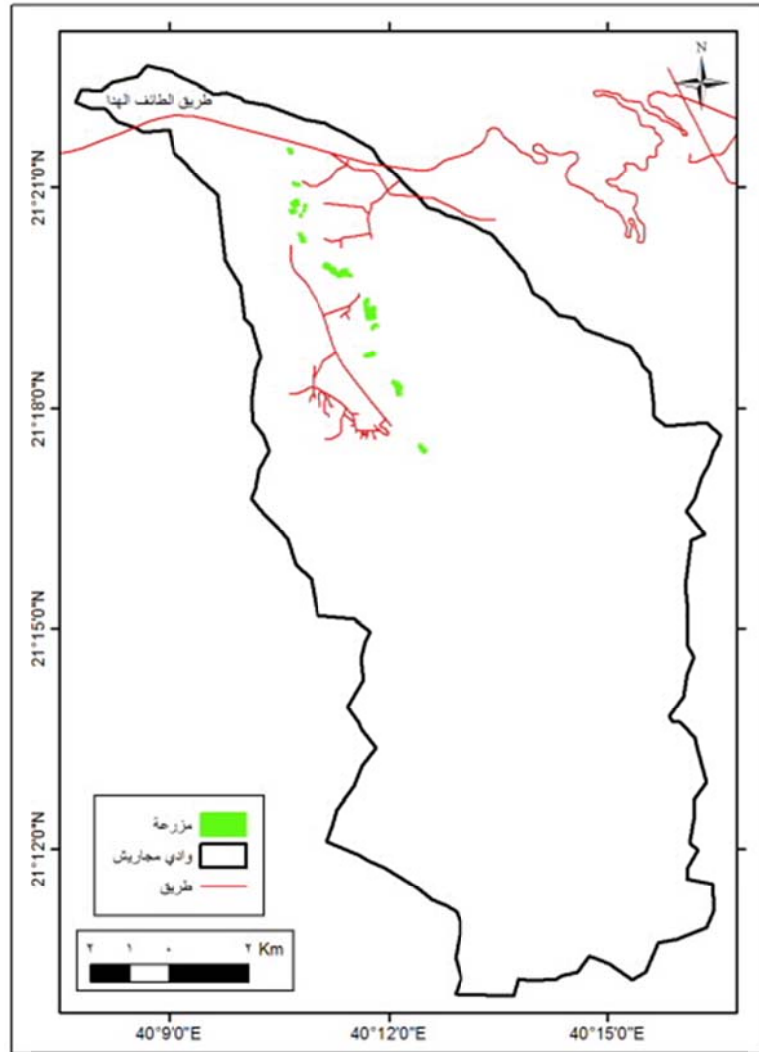 N
طريق الطائف الهدا
21°21'0"N
21°18'0"N
21°15'0"N
21°12'0"N
مزرعة
وادي مجاريش
طريق
٢ ١ ٠ ٢ Km
40°9'0"E 40°12'0"E 40°15'0"E